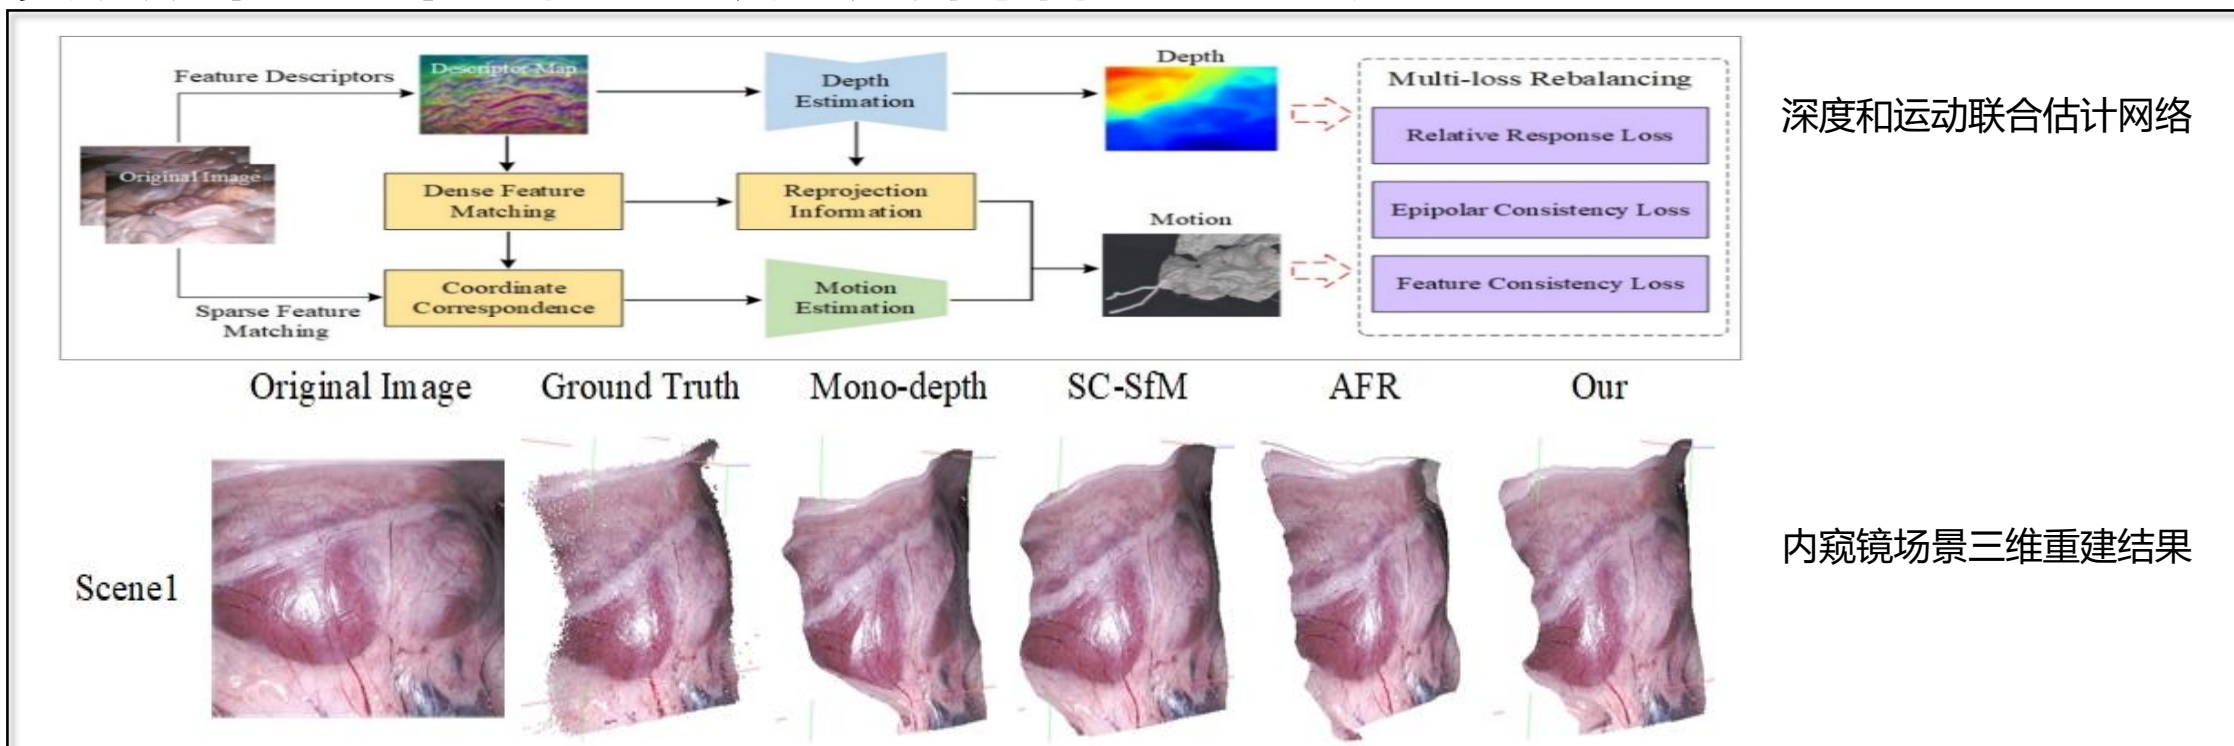 Feature Descriptors
Descriptor Map
Depth
Estimation
Depth
Multi-loss Rebalancing
Relative Response Loss
深度和运动联合估计网络
Original Image
Dense Feature
Matching
Reprojection
Information
Motion
Epipolar Consistency Loss
Sparse Feature
Matching
Coordinate
Correspondence
Motion
Estimation
Feature Consistency Loss
Original Image
Ground Truth
Mono-depth
SC-SfM
AFR
Our
Scene1
内窥镜场景三维重建结果